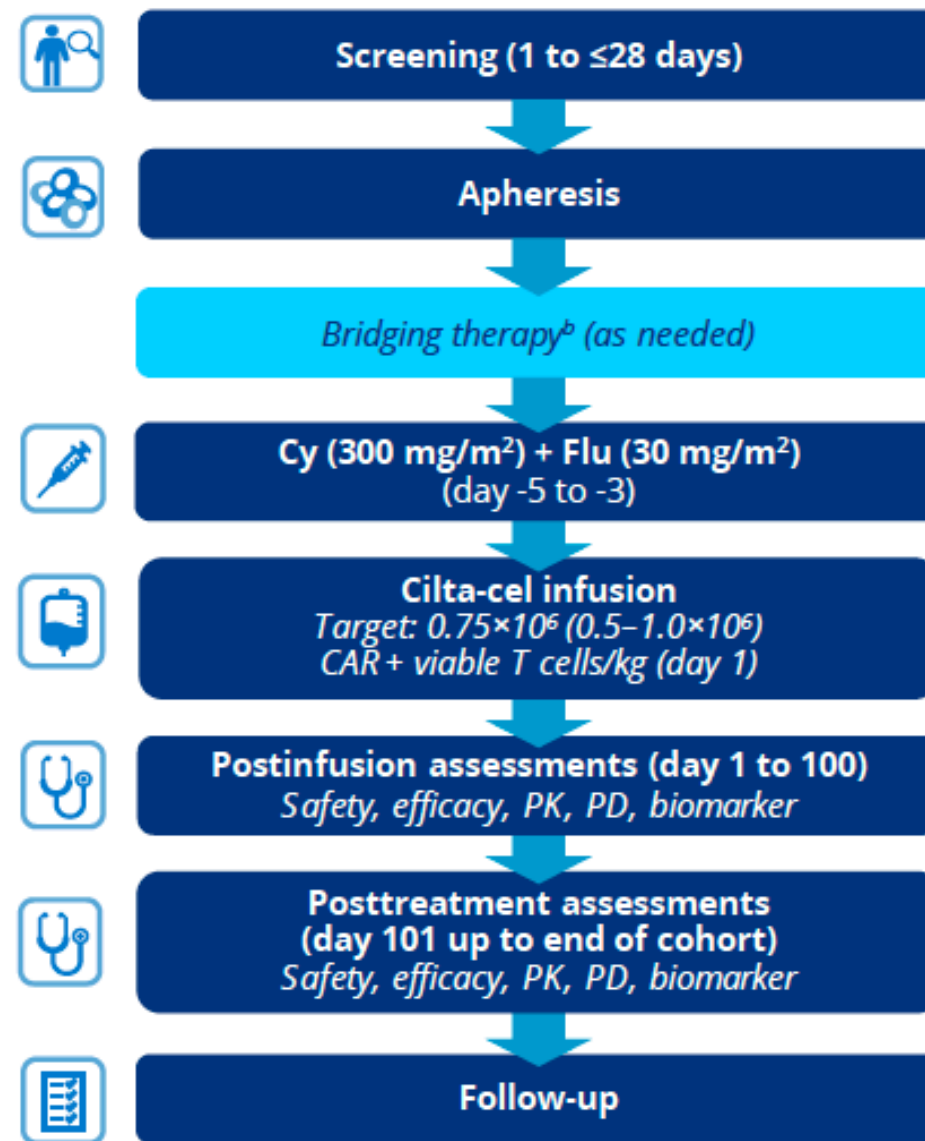 Screening (1 to ≤28 days)
Apheresis
Bridging therapyᵇ (as needed)
Cy (300 mg/m²) + Flu (30 mg/m²)
(day -5 to -3)
Cilta-cel infusion
Target: 0.75×10⁶ (0.5–1.0×10⁶)
CAR + viable T cells/kg (day 1)
Postinfusion assessments (day 1 to 100)
Safety, efficacy, PK, PD, biomarker
Posttreatment assessments
(day 101 up to end of cohort)
Safety, efficacy, PK, PD, biomarker
Follow-up